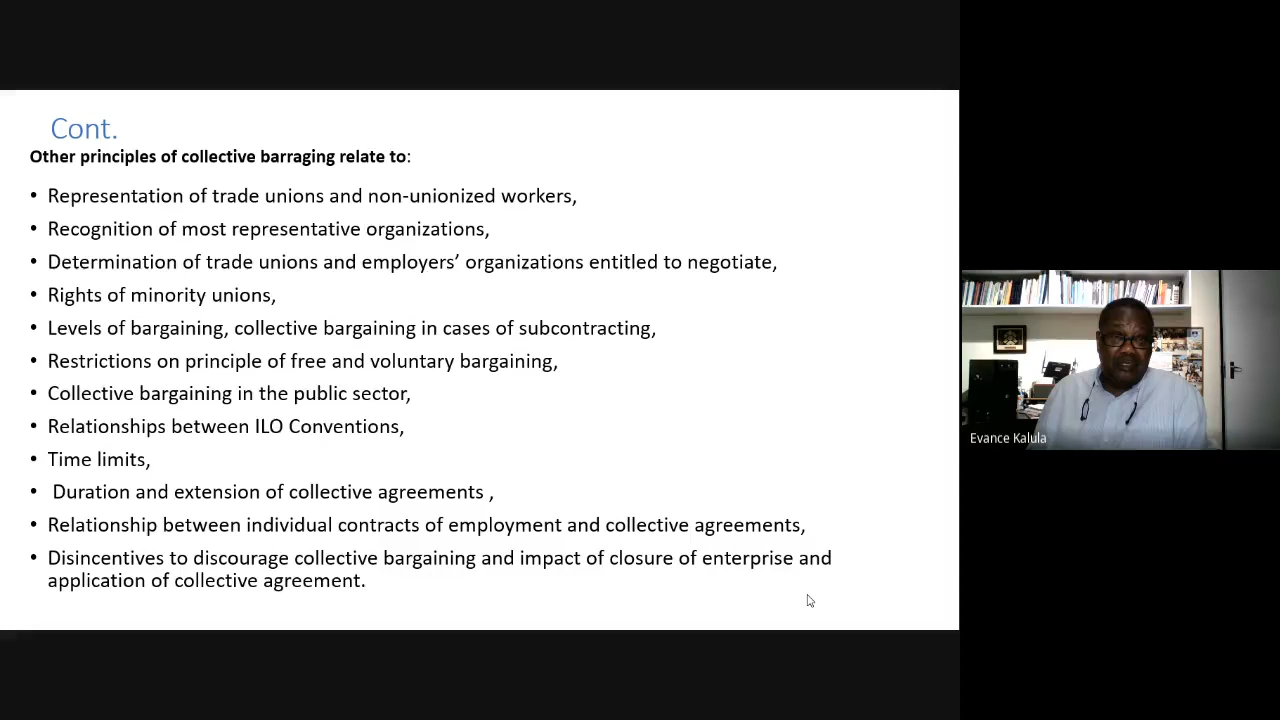 Cont.
Other principles of collective barraging relate to:
• Representation of trade unions and non-unionized workers,
• Recognition of most representative organizations,
• Determination of trade unions and employers’ organizations entitled to negotiate,
• Rights of minority unions,
• Levels of bargaining, collective bargaining in cases of subcontracting,
• Restrictions on principle of free and voluntary bargaining,
• Collective bargaining in the public sector,
• Relationships between ILO Conventions,
• Time limits,
• Duration and extension of collective agreements ,
• Relationship between individual contracts of employment and collective agreements,
• Disincentives to discourage collective bargaining and impact of closure of enterprise and
application of collective agreement.
Evance Kalula